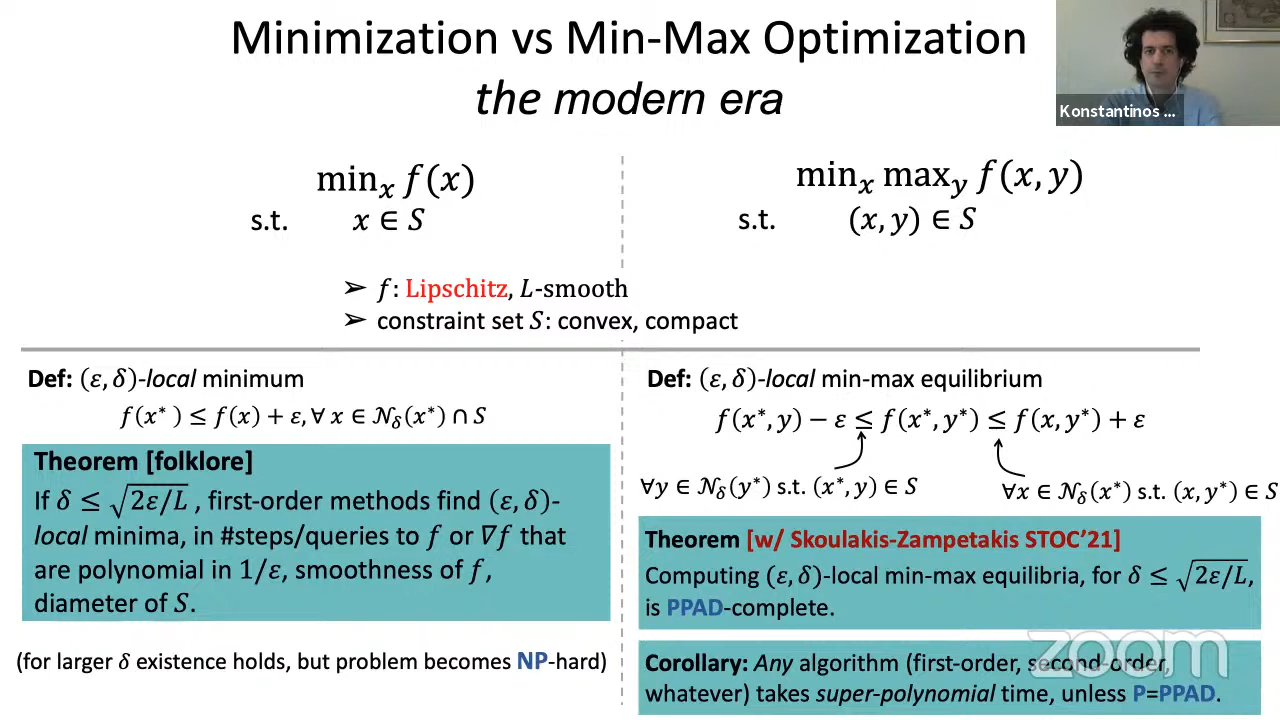 Minimization vs Min-Max Optimization
the modern era
Konstantinos ...
minₓ f(x)
s.t. x ∈ S
minₓ maxᵧ f(x, y)
s.t. (x, y) ∈ S
➢ f: Lipschitz, L-smooth
➢ constraint set S: convex, compact
Def: (ε, δ)-local minimum
f(x*) ≤ f(x) + ε, ∀ x ∈ 𝒩_δ(x*) ∩ S
Theorem [folklore]
If δ ≤ √(2ε/L) , first-order methods find (ε, δ)-
local minima, in #steps/queries to f or ∇f that
are polynomial in 1/ε, smoothness of f,
diameter of S.
(for larger δ existence holds, but problem becomes NP-hard)
Def: (ε, δ)-local min-max equilibrium
f(x*, y) − ε ≤ f(x*, y*) ≤ f(x, y*) + ε
∀y ∈ 𝒩_δ(y*) s.t. (x*, y) ∈ S
∀x ∈ 𝒩_δ(x*) s.t. (x, y*) ∈ S
Theorem [w/ Skoulakis-Zampetakis STOC'21]
Computing (ε, δ)-local min-max equilibria, for δ ≤ √(2ε/L),
is PPAD-complete.
Corollary: Any algorithm (first-order, second-order,
whatever) takes super-polynomial time, unless P=PPAD.
zoom